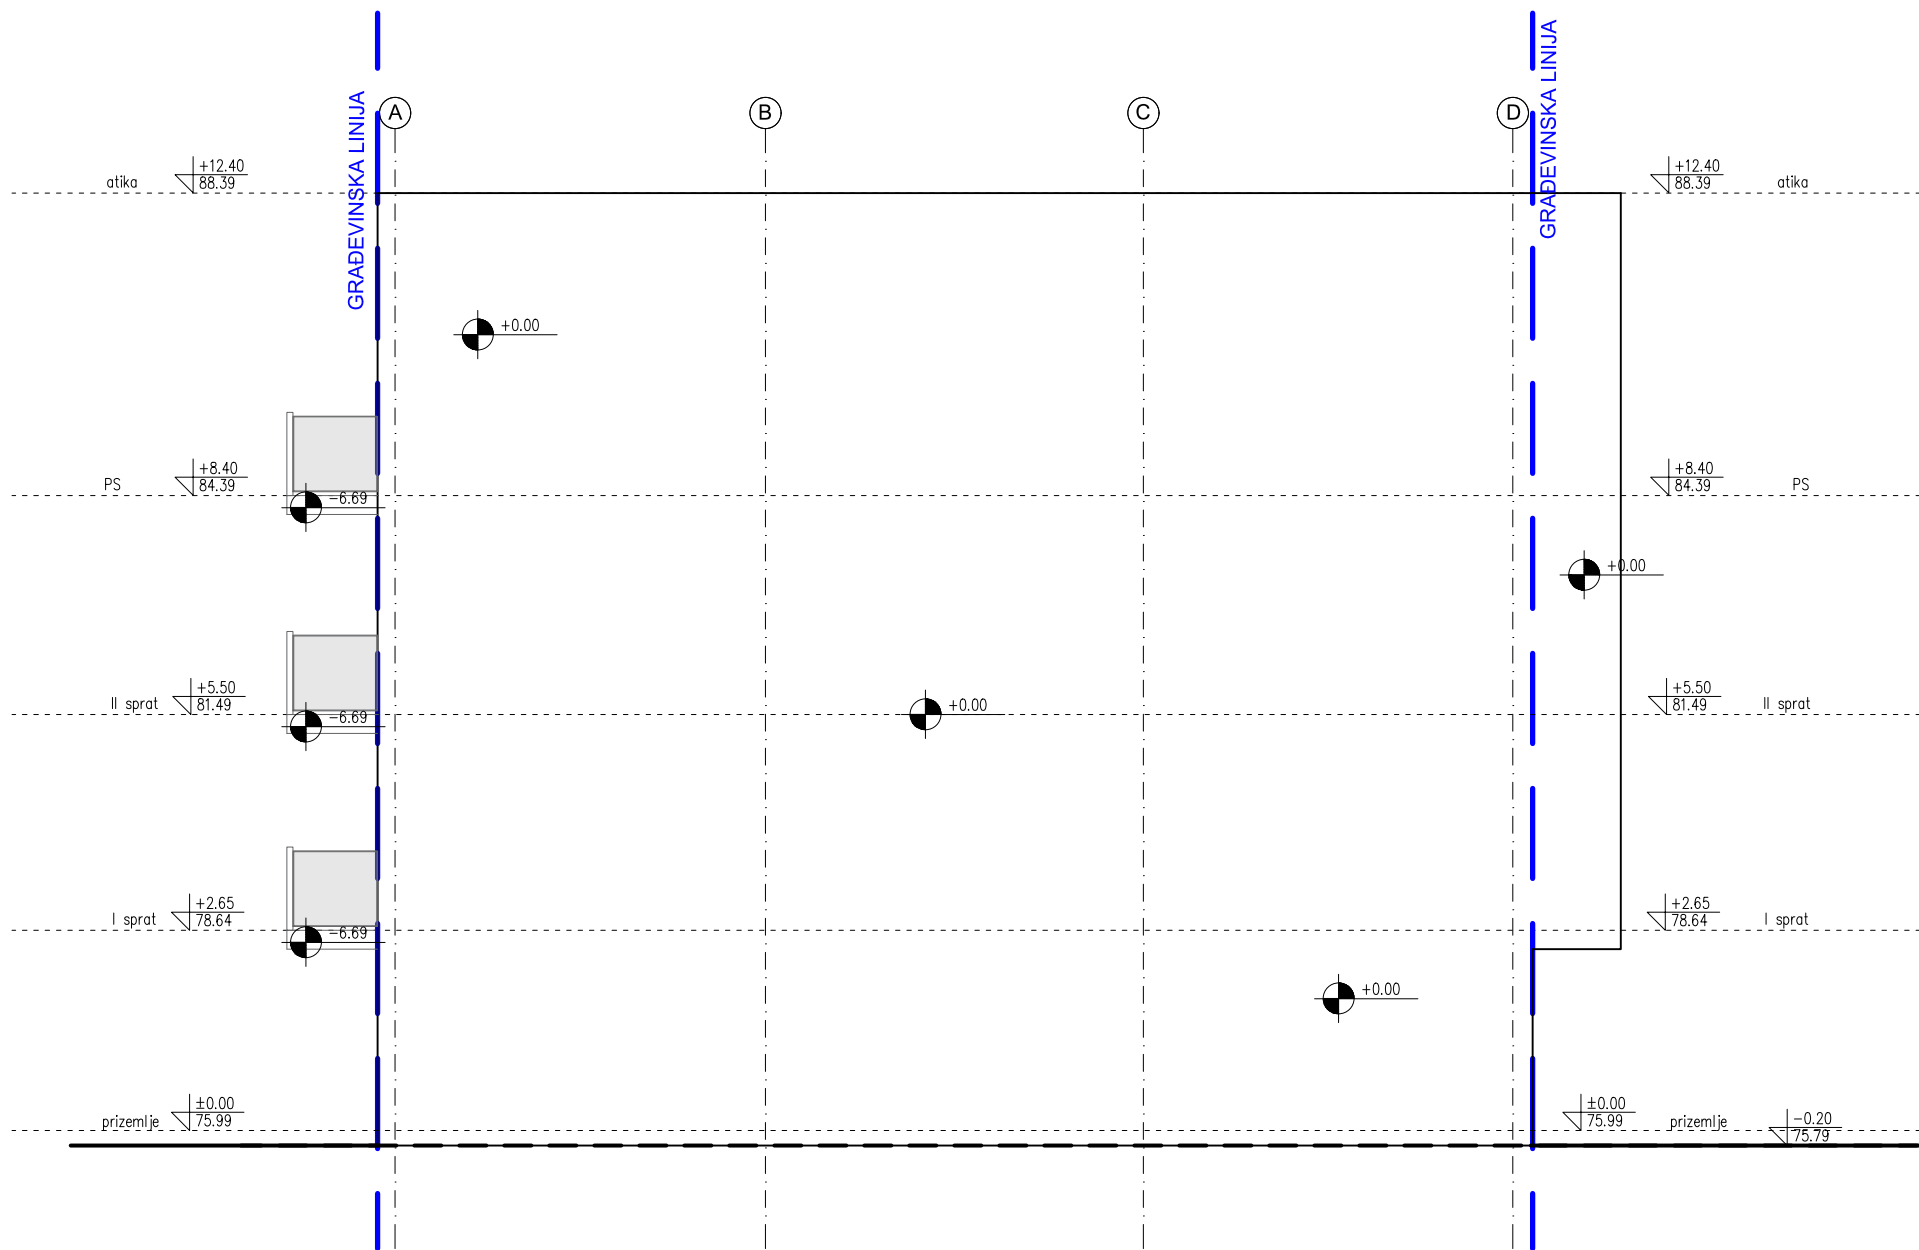 GRAĐEVINSKA LINIJA
GRAĐEVINSKA LINIJA
A
B
C
D
atika
+12.40
88.39
+12.40
88.39
atika
+0.00
PS
+8.40
84.39
-6.69
+8.40
84.39
PS
+0.00
II sprat
+5.50
81.49
-6.69
+0.00
+5.50
81.49
II sprat
I sprat
+2.65
78.64
-6.69
+2.65
78.64
I sprat
+0.00
prizemlje
±0.00
75.99
±0.00
75.99
prizemlje
-0.20
75.79